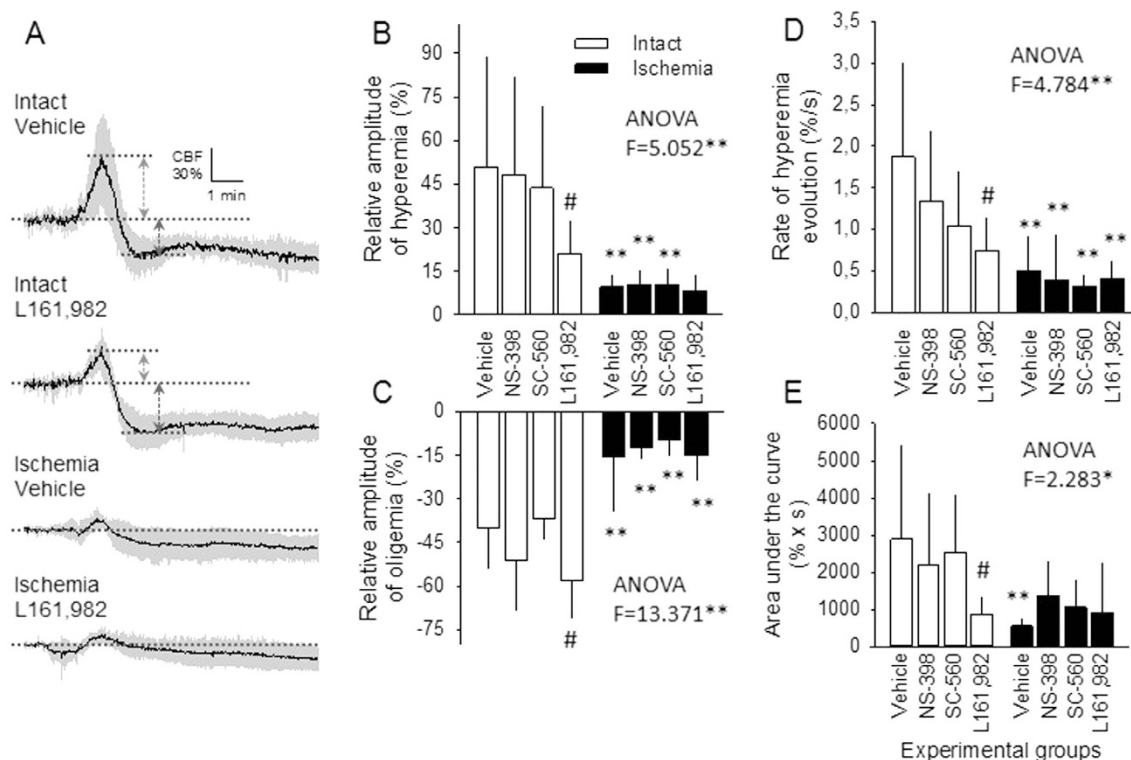 A
Intact
Vehicle
CBF
30%
1 min
Intact
L161,982
Ischemia
Vehicle
Ischemia
L161,982
B
Relative amplitude
of hyperemia (%)
90
75
60
45
30
15
0
Intact
Ischemia
ANOVA
F=5.052**
#
**
**
**
Vehicle
NS-398
SC-560
L161,982
Vehicle
NS-398
SC-560
L161,982
C
Relative amplitude
of oligemia (%)
0
-15
-30
-45
-60
-75
**
**
**
**
#
ANOVA
F=13.371**
D
Rate of hyperemia
evolution (%/s)
3,5
3,0
2,5
2,0
1,5
1,0
0,5
0,0
ANOVA
F=4.784**
#
**
**
**
**
Vehicle
NS-398
SC-560
L161,982
Vehicle
NS-398
SC-560
L161,982
E
Area under the curve
(% x s)
6000
5000
4000
3000
2000
1000
0
ANOVA
F=2.283*
#
**
Vehicle
NS-398
SC-560
L161,982
Vehicle
NS-398
SC-560
L161,982
Experimental groups